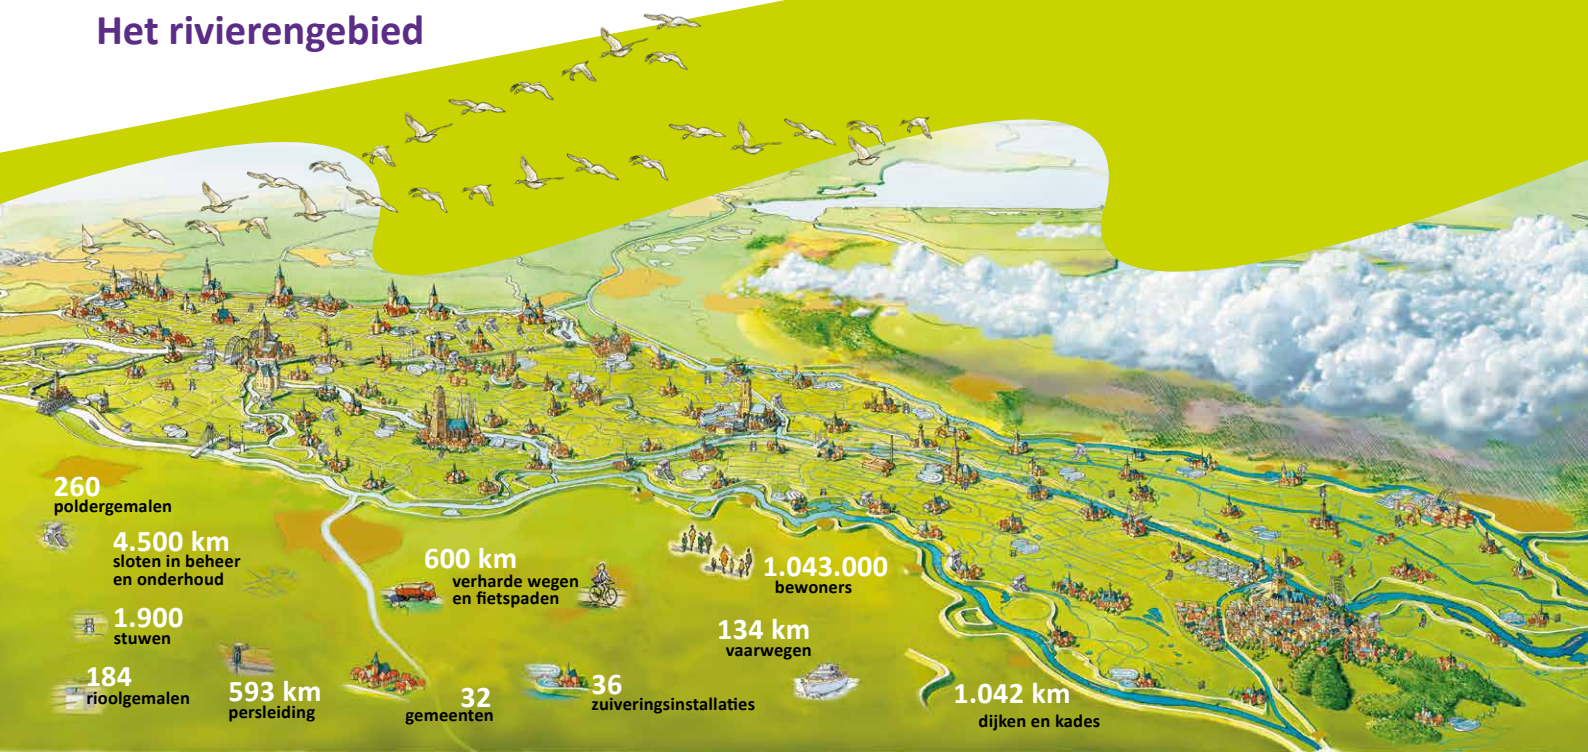 Het rivierengebied
260
poldergemalen
4.500 km
sloten in beheer
en onderhoud
1.900
stuwen
184
rioolgemalen
593 km
persleiding
32
gemeenten
600 km
verharde wegen
en fietspaden
36
zuiveringsinstallaties
1.043.000
bewoners
134 km
vaarwegen
1.042 km
dijken en kades